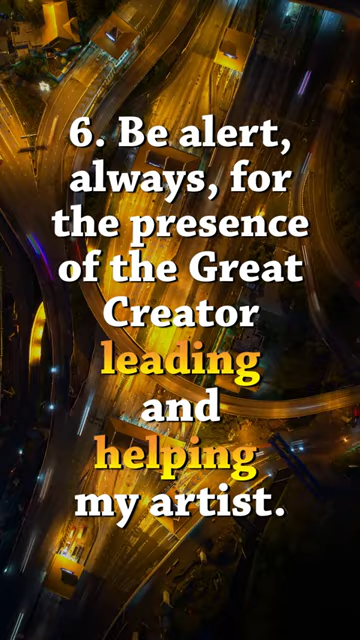 6. Be alert,
always, for
the presence
of the Great
Creator
leading
and
helping
my artist.